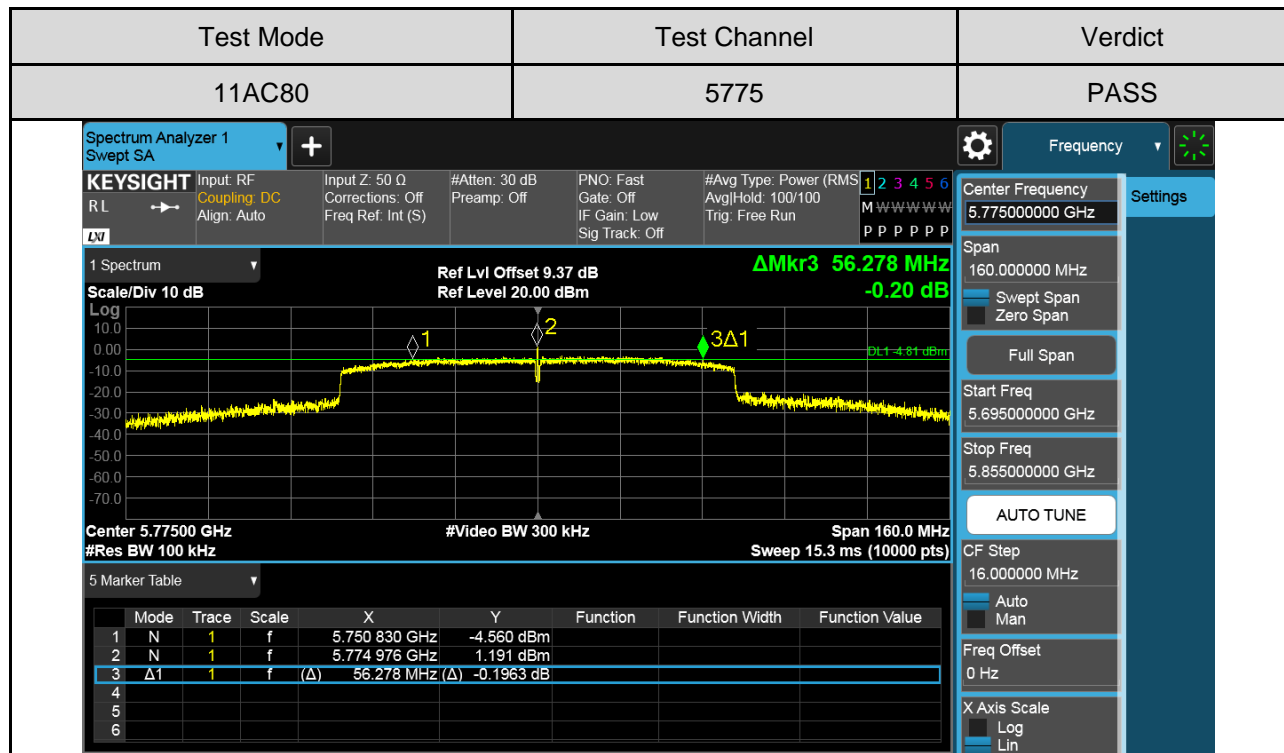 Test Mode Test Channel Verdict
11AC80 5775 PASS
Spectrum Analyzer 1
Swept SA
+
Frequency
KEYSIGHT
RL
LXI
Input: RF
Coupling: DC
Align: Auto
Input Z: 50 Ω
Corrections: Off
Freq Ref: Int (S)
#Atten: 30 dB
Preamp: Off
PNO: Fast
Gate: Off
IF Gain: Low
Sig Track: Off
#Avg Type: Power (RMS
Avg|Hold: 100/100
Trig: Free Run
1 2 3 4 5 6
M W W W W W
P P P P P P
Center Frequency
5.775000000 GHz
Settings
1 Spectrum
Scale/Div 10 dB
Ref Lvl Offset 9.37 dB
Ref Level 20.00 dBm
ΔMkr3 56.278 MHz
-0.20 dB
Span
160.000000 MHz
Swept Span
Zero Span
Log
10.0
0.00
-10.0
-20.0
-30.0
-40.0
-50.0
-60.0
-70.0
1
2
3Δ1
DL1 -4.81 dBm
Full Span
Start Freq
5.695000000 GHz
Stop Freq
5.855000000 GHz
AUTO TUNE
Center 5.77500 GHz #Video BW 300 kHz Span 160.0 MHz
#Res BW 100 kHz Sweep 15.3 ms (10000 pts)
CF Step
16.000000 MHz
Auto
Man
5 Marker Table
Mode Trace Scale X Y Function Function Width Function Value
1 N 1 f 5.750 830 GHz -4.560 dBm
2 N 1 f 5.774 976 GHz 1.191 dBm
3 Δ1 1 f (Δ) 56.278 MHz (Δ) -0.1963 dB
4
5
6
Freq Offset
0 Hz
X Axis Scale
Log
Lin